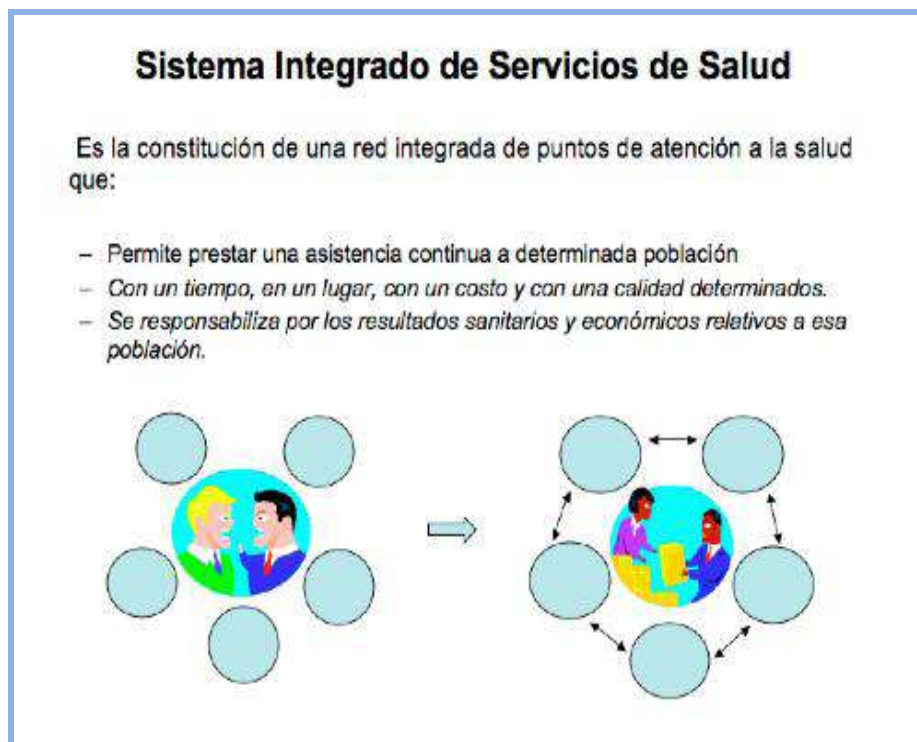 Sistema Integrado de Servicios de Salud
Es la constitución de una red integrada de puntos de atención a la salud
que:
– Permite prestar una asistencia continua a determinada población
– Con un tiempo, en un lugar, con un costo y con una calidad determinados.
– Se responsabiliza por los resultados sanitarios y económicos relativos a esa
población.